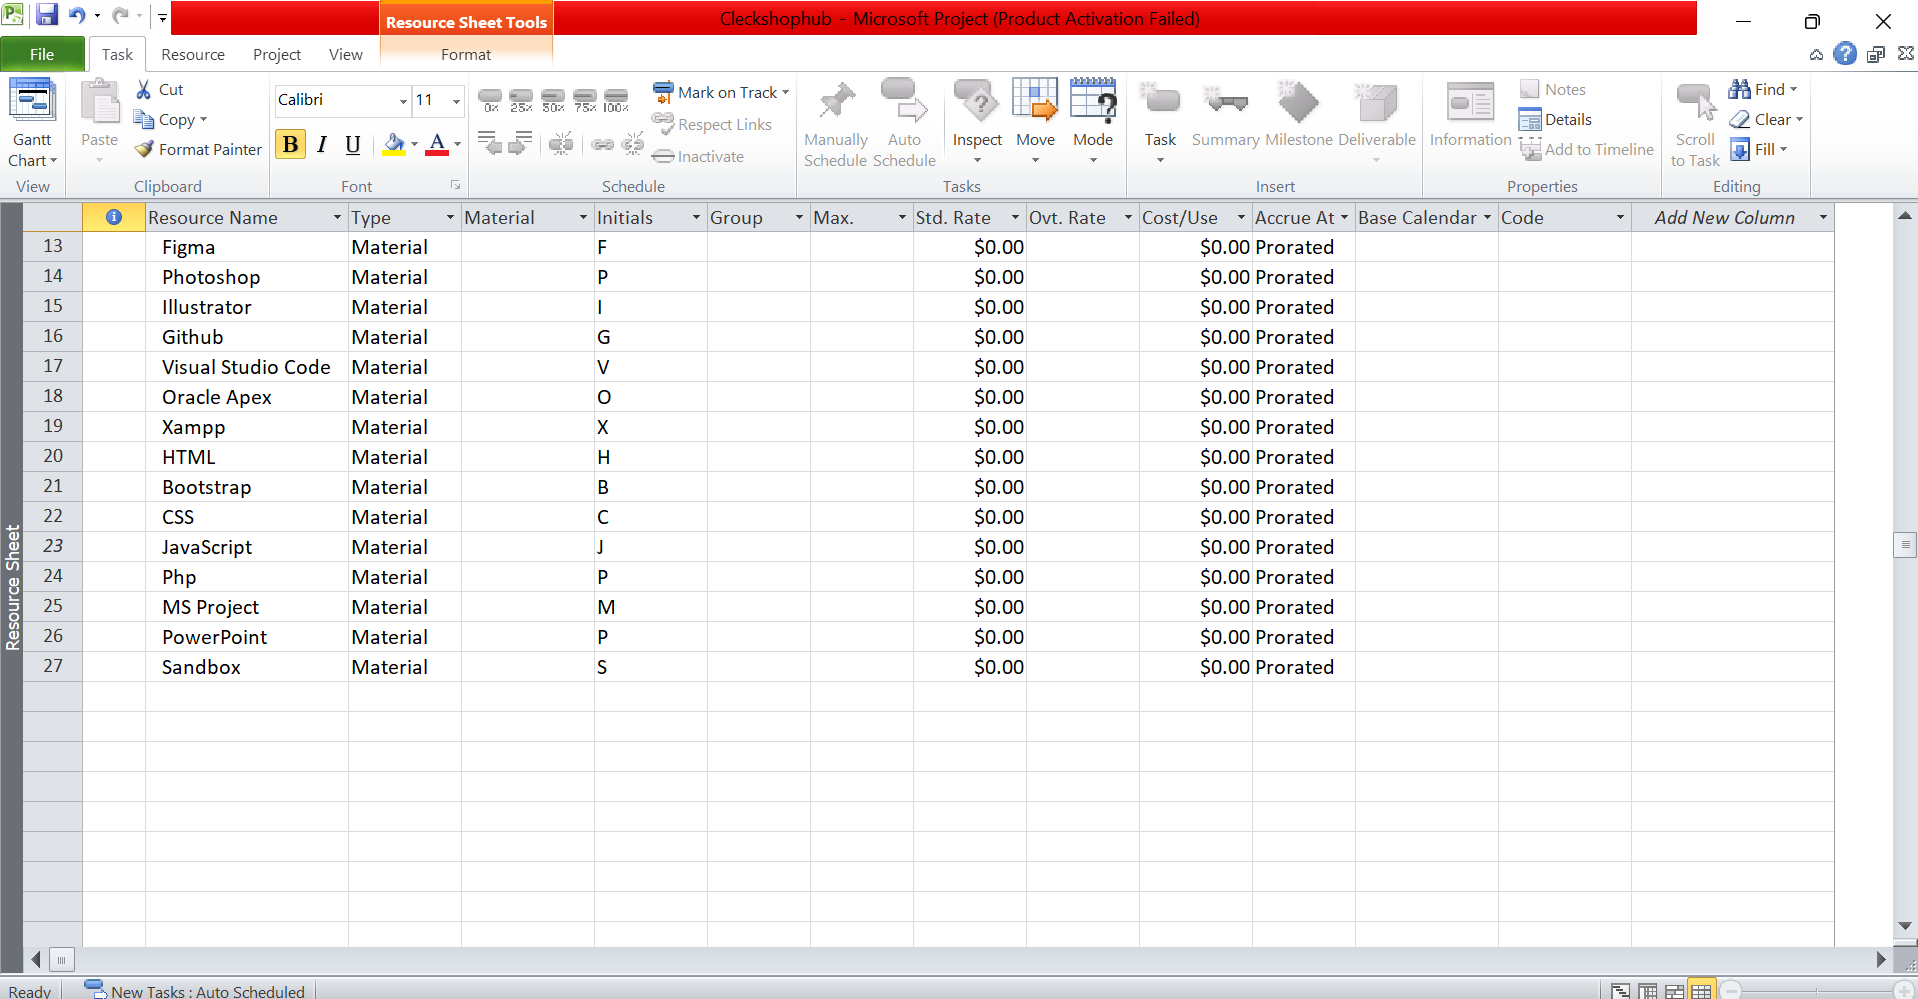 Resource Sheet Tools
Cleckshophub - Microsoft Project (Product Activation Failed)
File Task Resource Project View Format
Gantt Chart
View
Paste
Cut
Copy
Format Painter
Clipboard
Calibri 11
B I U A
Font
0% 25% 50% 75% 100%
Mark on Track
Respect Links
Inactivate
Schedule
Manually Schedule
Auto Schedule
Inspect
Move
Mode
Tasks
Task
Summary
Milestone
Deliverable
Insert
Information
Notes
Details
Add to Timeline
Properties
Scroll to Task
Find
Clear
Fill
Editing
Resource Name Type Material Initials Group Max. Std. Rate Ovt. Rate Cost/Use Accrue At Base Calendar Code Add New Column
13 Figma Material F $0.00 $0.00 Prorated
14 Photoshop Material P $0.00 $0.00 Prorated
15 Illustrator Material I $0.00 $0.00 Prorated
16 Github Material G $0.00 $0.00 Prorated
17 Visual Studio Code Material V $0.00 $0.00 Prorated
18 Oracle Apex Material O $0.00 $0.00 Prorated
19 Xampp Material X $0.00 $0.00 Prorated
20 HTML Material H $0.00 $0.00 Prorated
21 Bootstrap Material B $0.00 $0.00 Prorated
22 CSS Material C $0.00 $0.00 Prorated
23 JavaScript Material J $0.00 $0.00 Prorated
24 Php Material P $0.00 $0.00 Prorated
25 MS Project Material M $0.00 $0.00 Prorated
26 PowerPoint Material P $0.00 $0.00 Prorated
27 Sandbox Material S $0.00 $0.00 Prorated
Resource Sheet
Ready New Tasks : Auto Scheduled